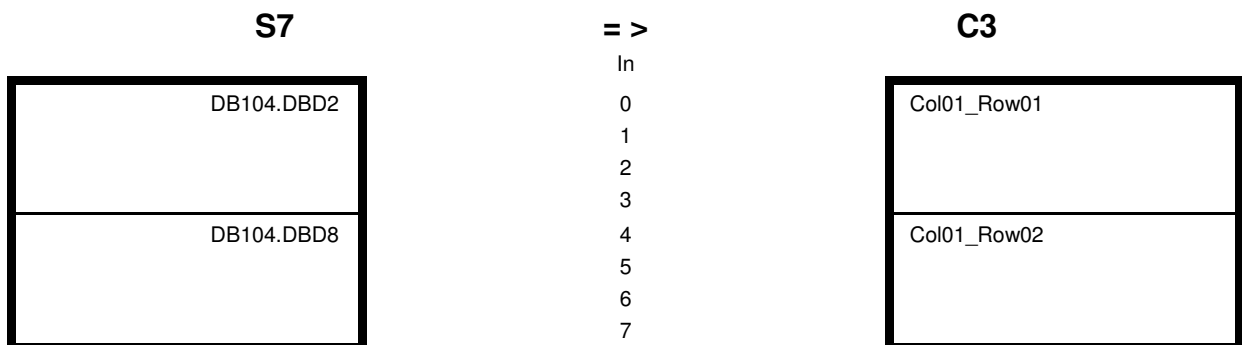 S7 = > C3
In
DB104.DBD2 0 Col01_Row01
1
2
3
DB104.DBD8 4 Col01_Row02
5
6
7